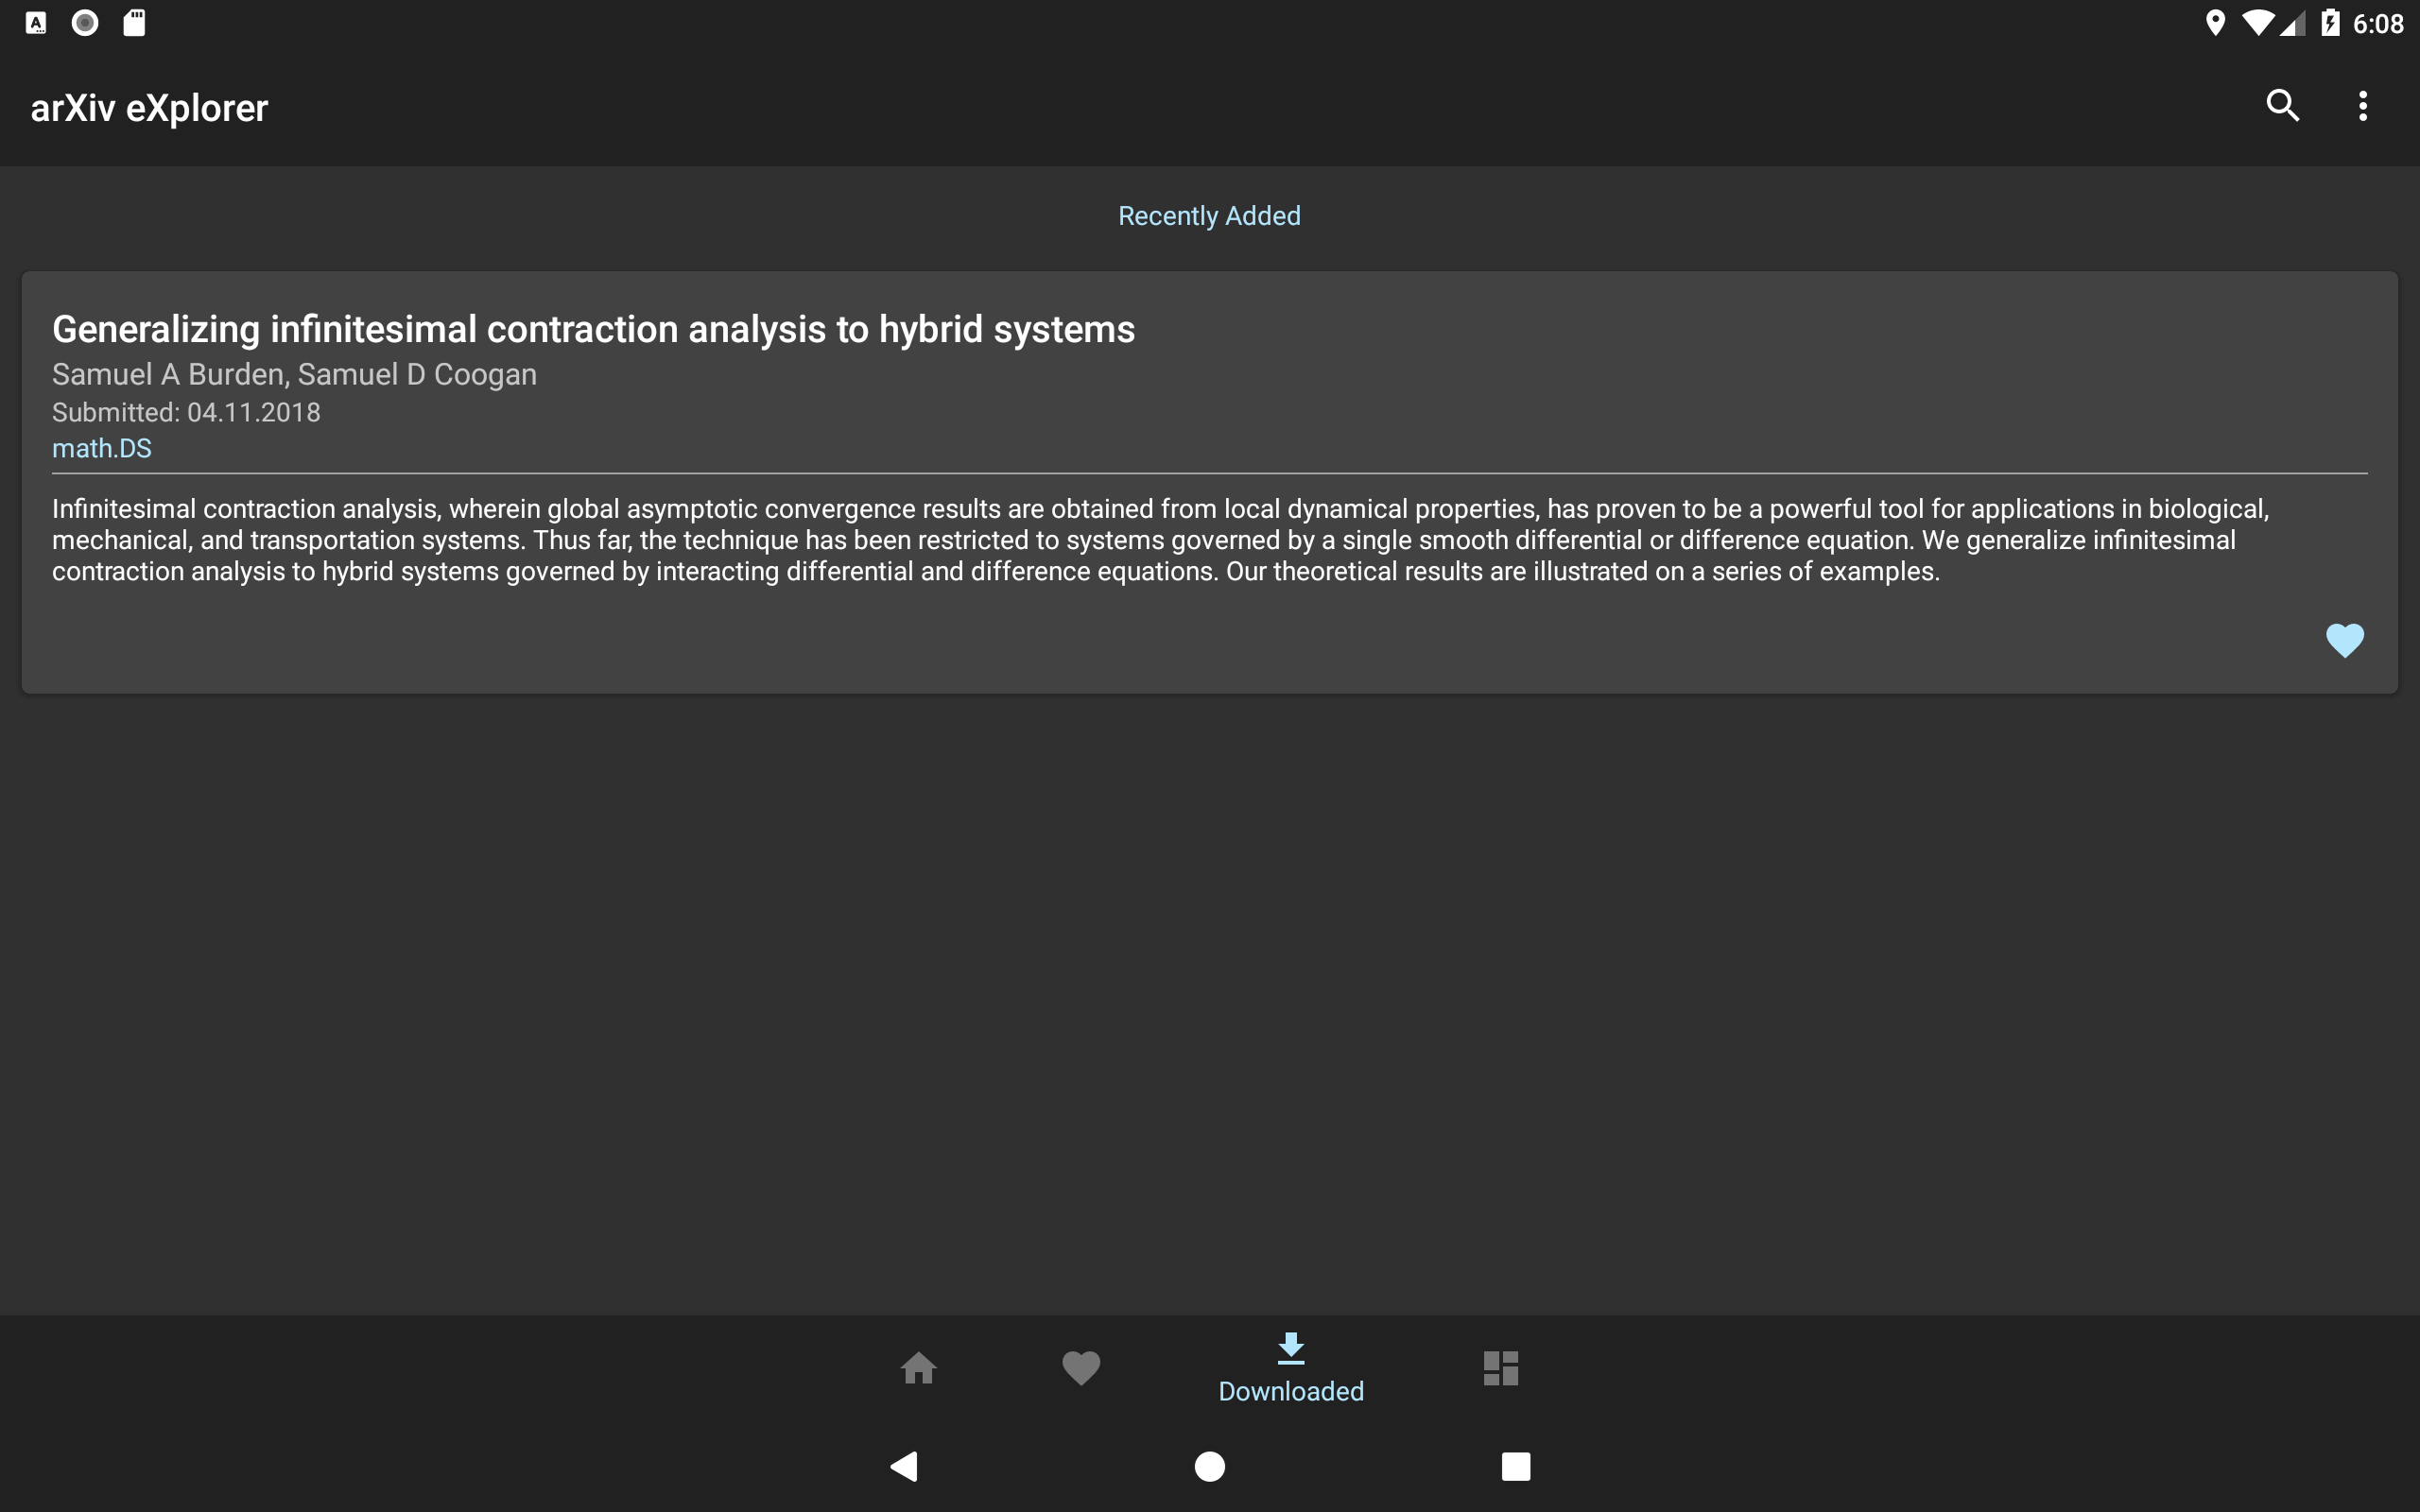 6:08
arXiv eXplorer
Recently Added
Generalizing infinitesimal contraction analysis to hybrid systems
Samuel A Burden, Samuel D Coogan
Submitted: 04.11.2018
math.DS
Infinitesimal contraction analysis, wherein global asymptotic convergence results are obtained from local dynamical properties, has proven to be a powerful tool for applications in biological,
mechanical, and transportation systems. Thus far, the technique has been restricted to systems governed by a single smooth differential or difference equation. We generalize infinitesimal
contraction analysis to hybrid systems governed by interacting differential and difference equations. Our theoretical results are illustrated on a series of examples.
Downloaded